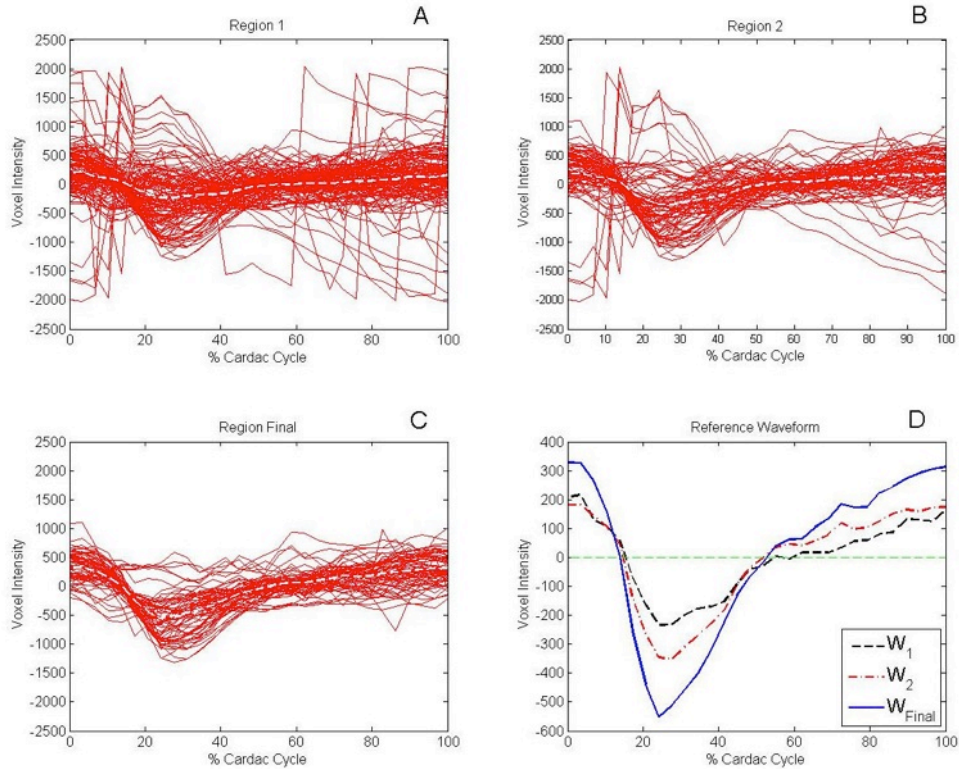 A
Region 1
2500
2000
1500
1000
500
0
-500
-1000
-1500
-2000
-2500
Voxel Intensity
0 20 40 60 80 100
% Cardac Cycle
B
Region 2
2500
2000
1500
1000
500
0
-500
-1000
-1500
-2000
-2500
Voxel Intensity
0 10 20 30 40 50 60 70 80 90 100
% Cardac Cycle
C
Region Final
2500
2000
1500
1000
500
0
-500
-1000
-1500
-2000
-2500
Voxel Intensity
0 20 40 60 80 100
% Cardac Cycle
D
Reference Waveform
400
300
200
100
0
-100
-200
-300
-400
-500
-600
Voxel Intensity
W1
W2
WFinal
0 20 40 60 80 100
% Cardac Cycle